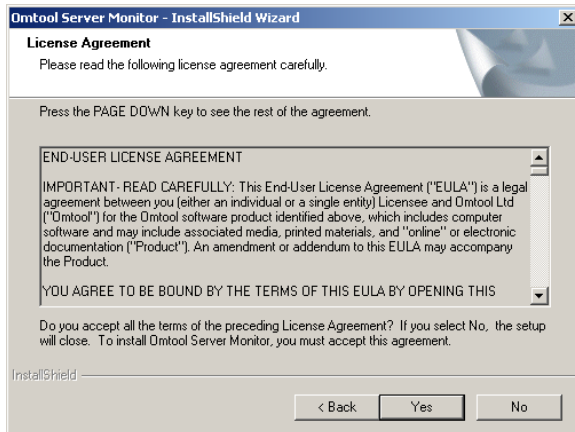 Omtool Server Monitor - InstallShield Wizard
License Agreement
Please read the following license agreement carefully.
Press the PAGE DOWN key to see the rest of the agreement.
END-USER LICENSE AGREEMENT
IMPORTANT- READ CAREFULLY: This End-User License Agreement ("EULA") is a legal
agreement between you (either an individual or a single entity) Licensee and Omtool Ltd
("Omtool") for the Omtool software product identified above, which includes computer
software and may include associated media, printed materials, and "online" or electronic
documentation ("Product"). An amendment or addendum to this EULA may accompany
the Product.
YOU AGREE TO BE BOUND BY THE TERMS OF THIS EULA BY OPENING THIS
Do you accept all the terms of the preceding License Agreement? If you select No, the setup
will close. To install Omtool Server Monitor, you must accept this agreement.
InstallShield
< Back
Yes
No